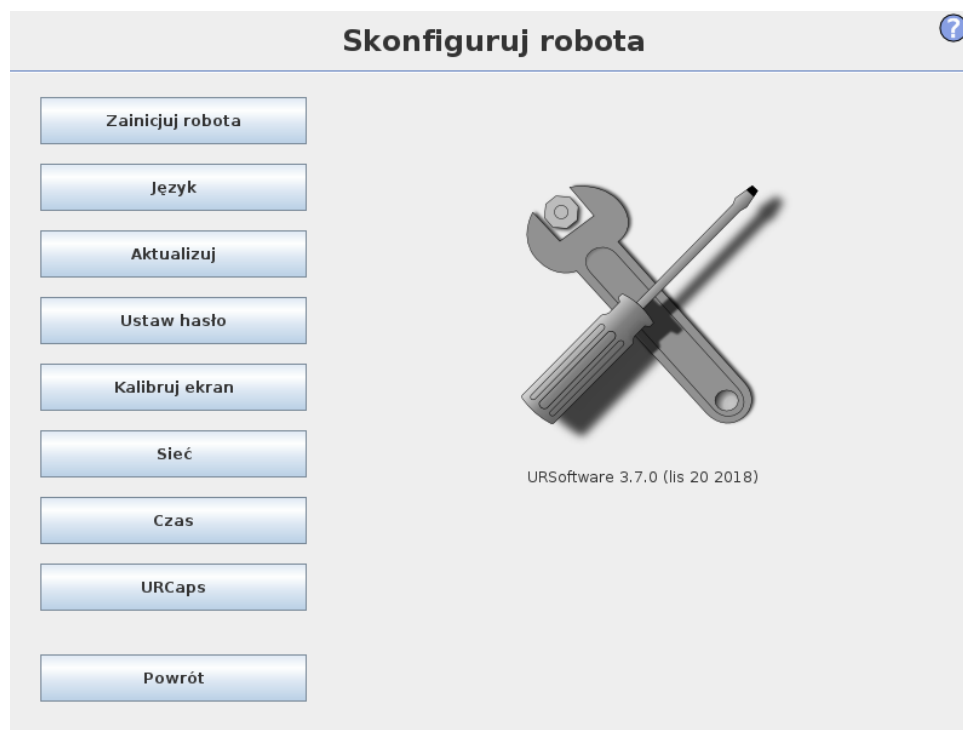 Skonfiguruj robota
?
Zainicjuj robota
Język
Aktualizuj
Ustaw hasło
Kalibruj ekran
Sieć
Czas
URCaps
Powrót
URSoftware 3.7.0 (lis 20 2018)